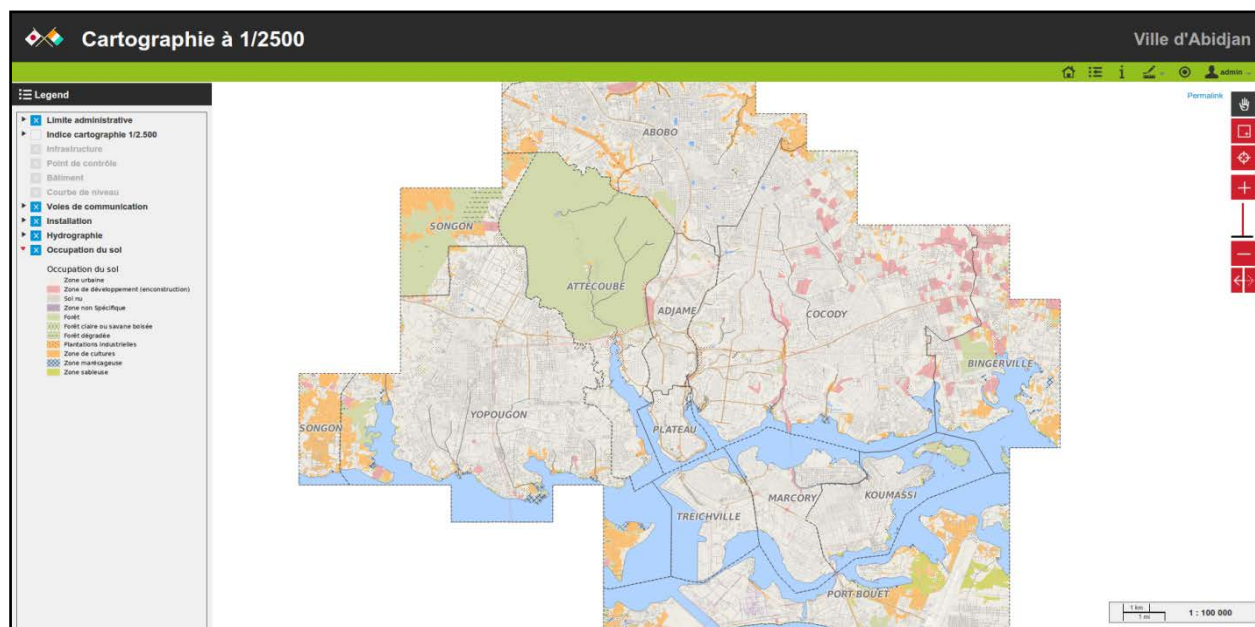 Cartographie à 1/2500
Ville d'Abidjan
admin
Legend
Permalink
Limite administrative
Indice cartographie 1/2.500
Infrastructure
Point de contrôle
Bâtiment
Courbe de niveau
Voies de communication
Installation
Hydrographie
Occupation du sol
Occupation du sol
Zone urbaine
Zone de développement (enconstruction)
Sol nu
Zone non Spécifique
Forêt
Forêt claire ou savane boisée
Forêt dégradée
Plantations industrielles
Zone de cultures
Zone marécageuse
Zone sableuse
ABOBO
SONGON
ATTÉCOUBÉ
ADJAME
COCODY
BINGERVILLE
YOPOUGON
SONGON
PLATEAU
MARCORY
KOUMASSI
TREICHVILLE
PORT-BOUET
1 km
1 mi
1 : 100 000